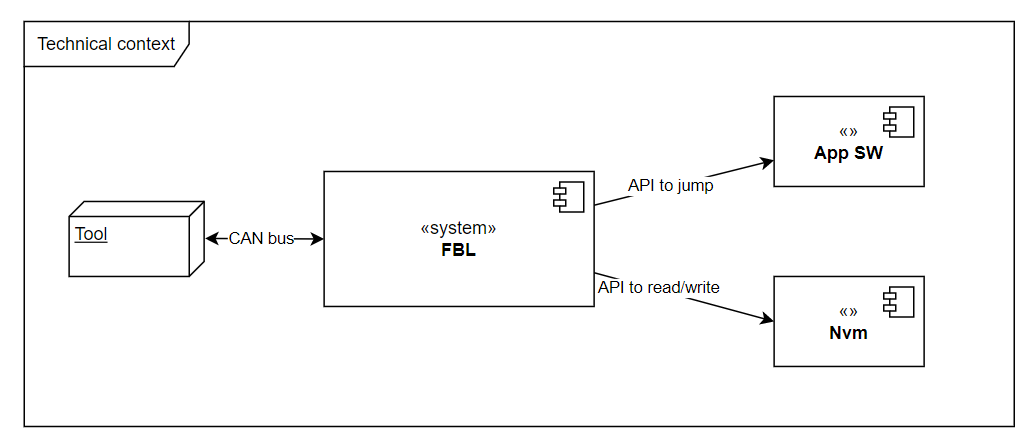 Technical context
«»
App SW
API to jump
Tool
CAN bus
«system»
FBL
API to read/write
«»
Nvm